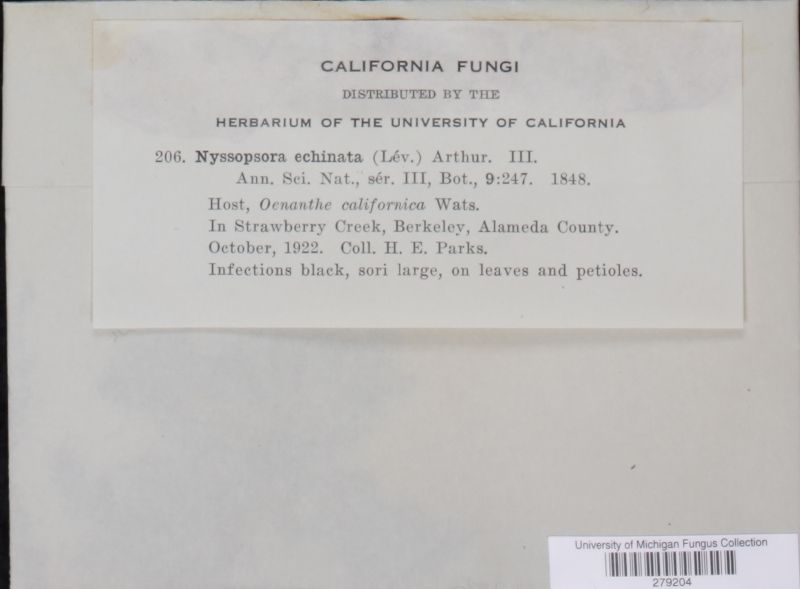 CALIFORNIA FUNGI
DISTRIBUTED BY THE
HERBARIUM OF THE UNIVERSITY OF CALIFORNIA
206. Nyssopsora echinata (Lév.) Arthur. III.
Ann. Sci. Nat., sér. III, Bot., 9:247. 1848.
Host, Oenanthe californica Wats.
In Strawberry Creek, Berkeley, Alameda County.
October, 1922. Coll. H. E. Parks.
Infections black, sori large, on leaves and petioles.
University of Michigan Fungus Collection
279204